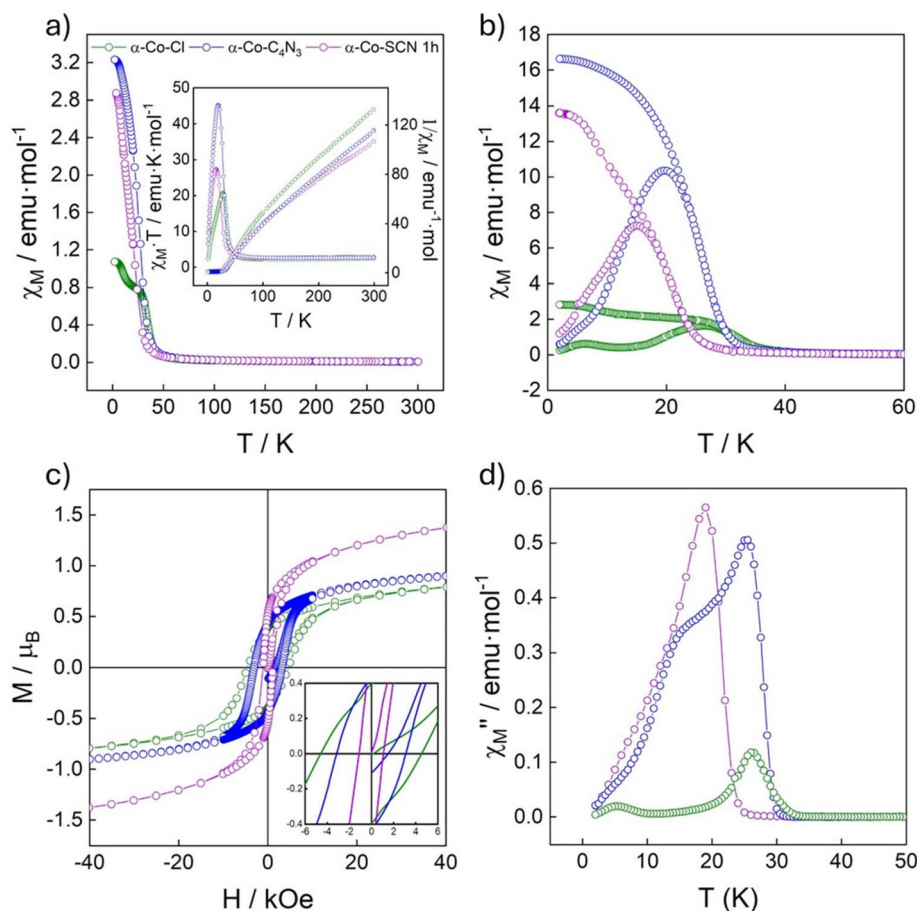 a)
α-Co-Cl α-Co-C₄N₃ α-Co-SCN 1h
3.2
2.8
2.4
2.0
1.6
1.2
0.8
0.4
0.0
χM / emu·mol⁻¹
0 50 100 150 200 250 300
T / K
50
40
30
20
10
0
χM·T / emu·K·mol⁻¹
120
80
40
0
1/χM / emu⁻¹·mol
0 100 200 300
T / K
b)
18
16
14
12
10
8
6
4
2
0
-2
χM / emu·mol⁻¹
0 20 40 60
T / K
c)
1.5
1.0
0.5
0.0
-0.5
-1.0
-1.5
M / μB
-40 -20 0 20 40
H / kOe
0.4
0.2
0.0
-0.2
-0.4
-6 -4 -2 0 2 4 6
d)
0.6
0.5
0.4
0.3
0.2
0.1
0.0
χM'' / emu·mol⁻¹
0 10 20 30 40 50
T (K)